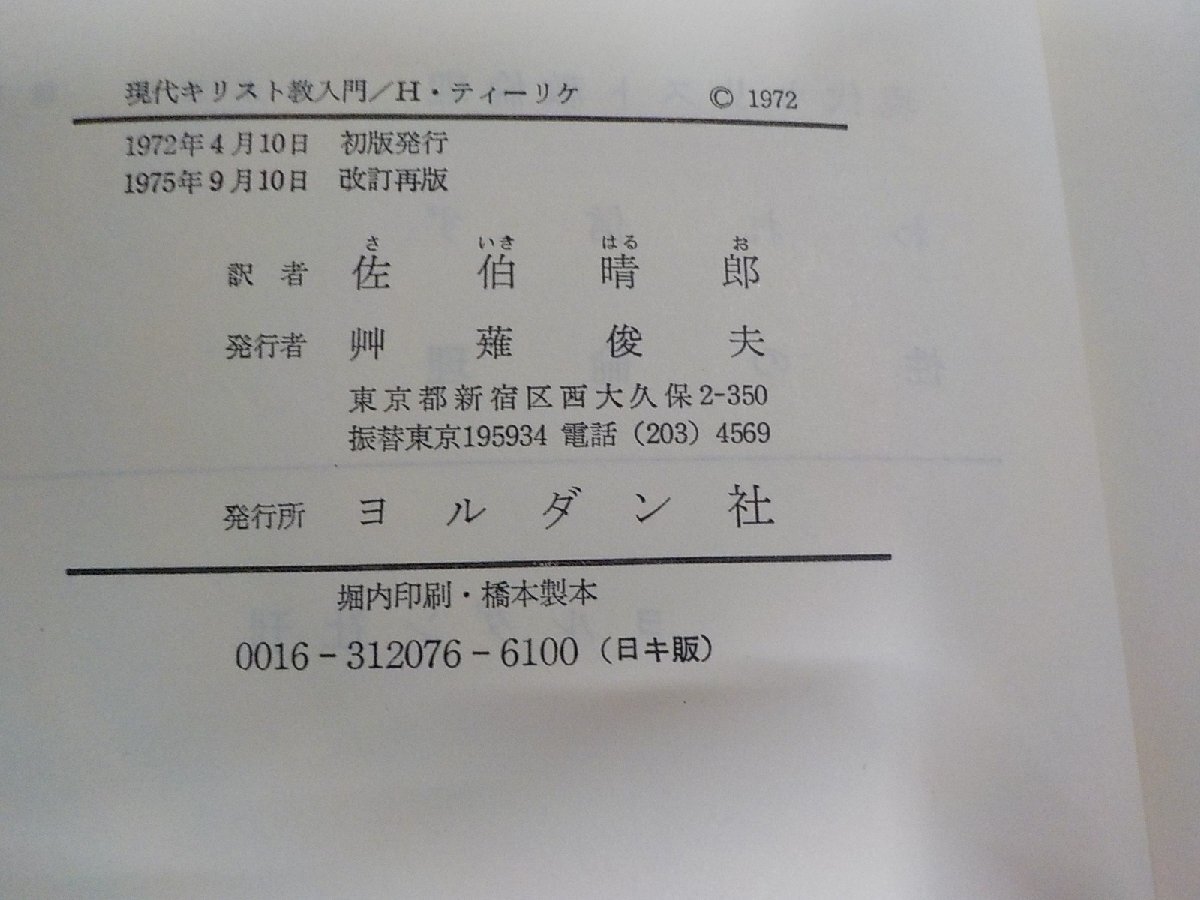 現代キリスト教入門/H・ティーリケ © 1972
1972年4月10日 初版発行
1975年9月10日 改訂再版
さ いき はる お
訳者 佐伯晴郎
発行者 艸薙俊夫
東京都新宿区西大久保2-350
振替東京195934 電話（203）4569
発行所 ヨルダン社
堀内印刷・橋本製本
0016-312076-6100（日キ販）